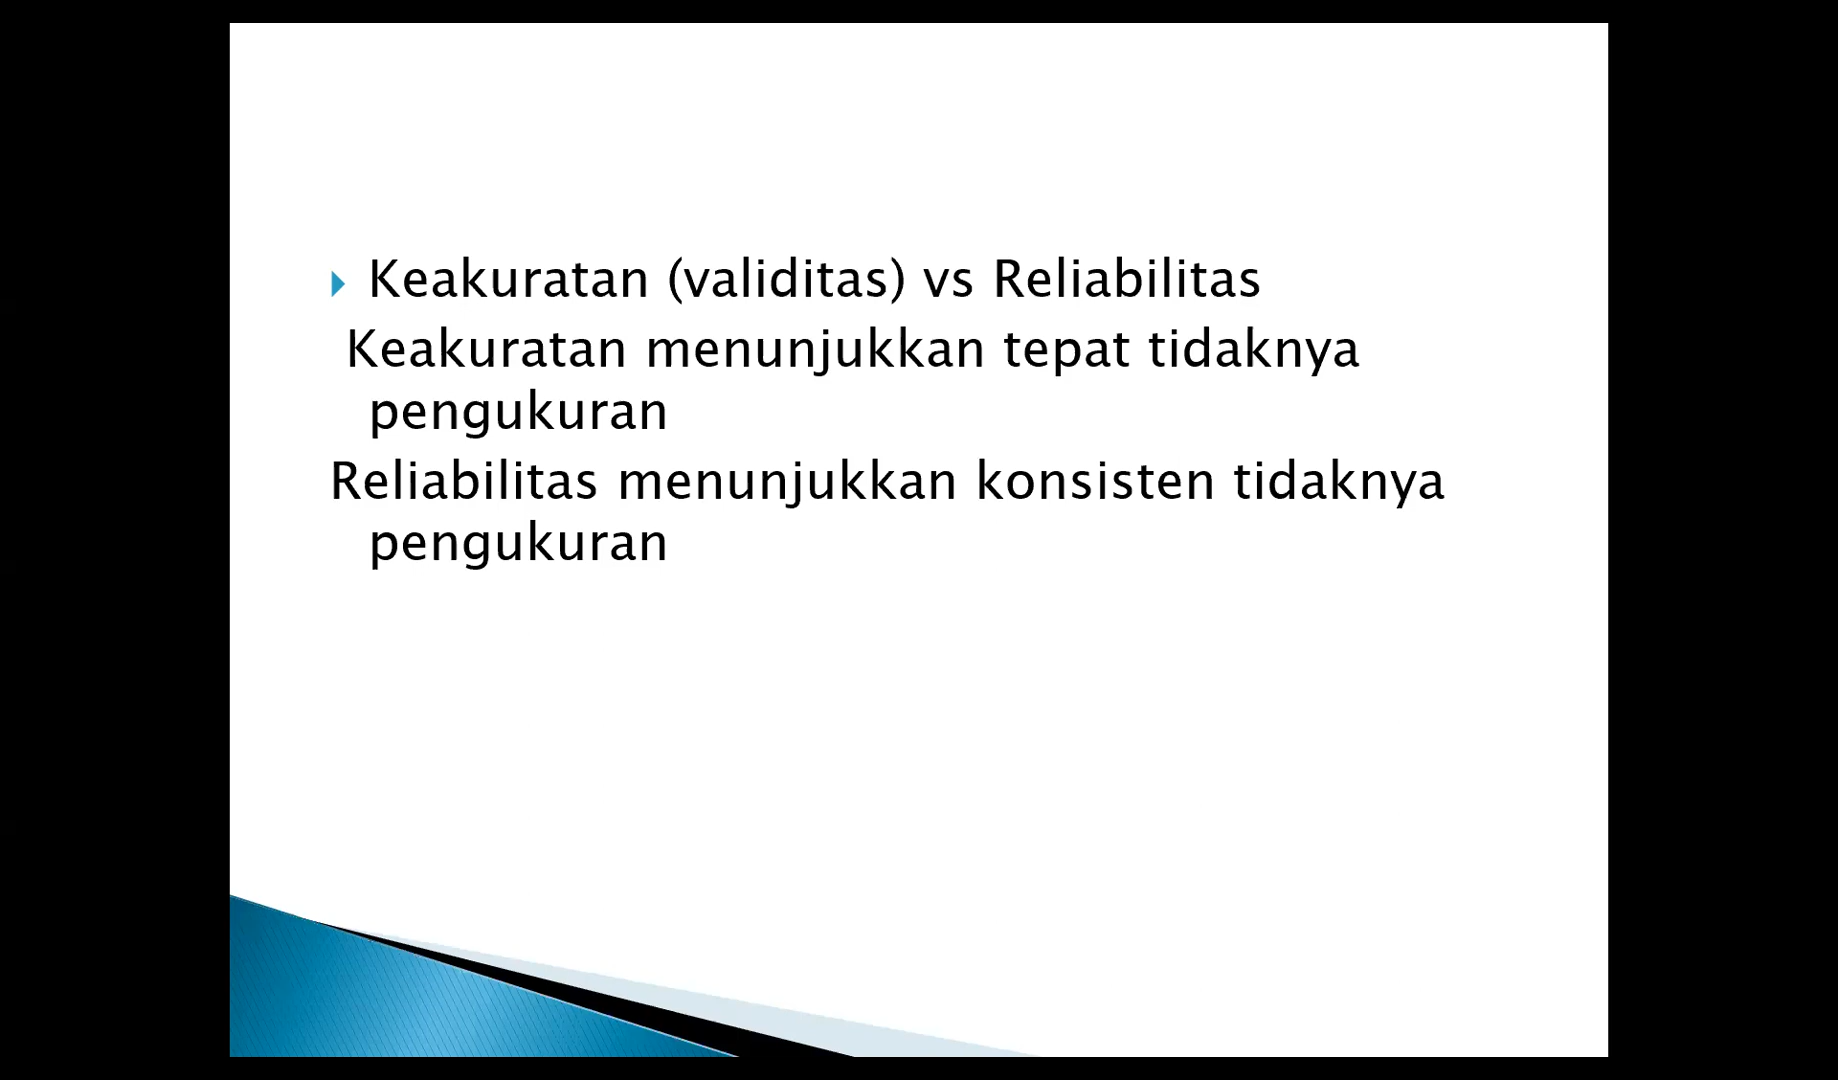 Keakuratan (validitas) vs Reliabilitas
Keakuratan menunjukkan tepat tidaknya
pengukuran
Reliabilitas menunjukkan konsisten tidaknya
pengukuran